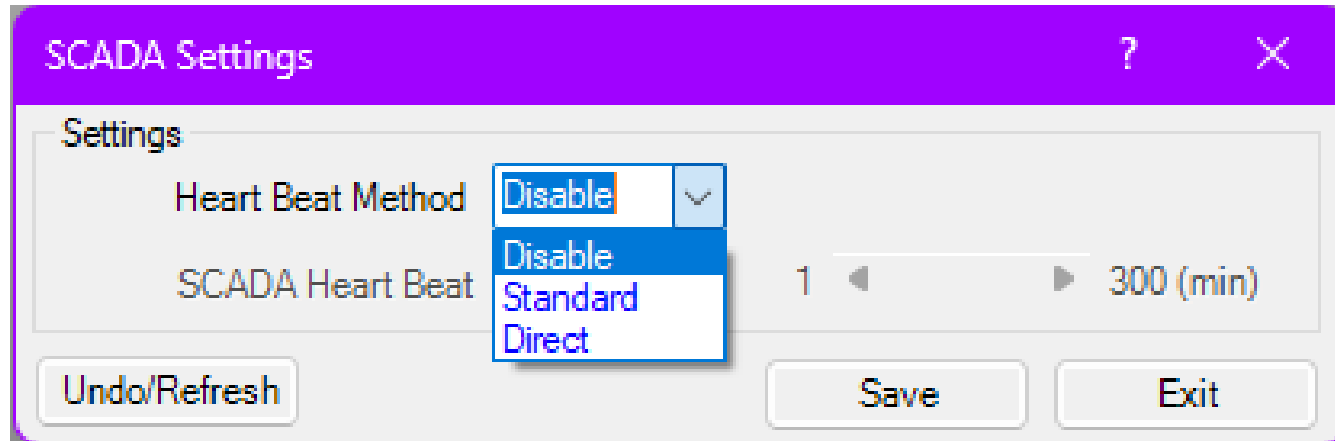 SCADA Settings ?
Settings
Heart Beat Method Disable
Disable
SCADA Heart Beat 1 300 (min)
Standard
Direct
Undo/Refresh Save Exit